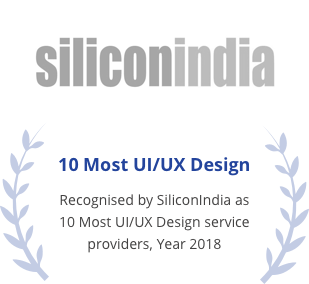 siliconindia
10 Most UI/UX Design
Recognised by SiliconIndia as
10 Most UI/UX Design service
providers, Year 2018